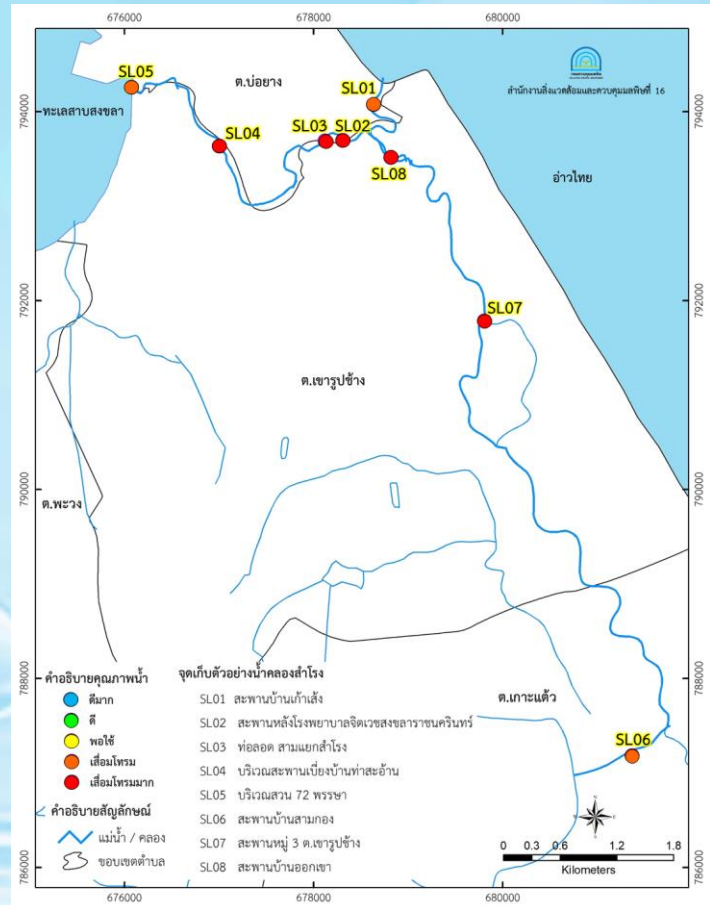 676000 678000 680000
SL05
ต.บ่อยาง
SL01
สำนักงานสิ่งแวดล้อมและควบคุมมลพิษที่ 16
794000
794000
ทะเลสาบสงขลา
SL04
SL03
SL02
SL08
อ่าวไทย
792000
792000
SL07
ต.เขารูปช้าง
790000
790000
ต.พะวง
788000
788000
คำอธิบายคุณภาพน้ำ
ดีมาก
ดี
พอใช้
เสื่อมโทรม
เสื่อมโทรมมาก
คำอธิบายสัญลักษณ์
แม่น้ำ / คลอง
ขอบเขตตำบล
จุดเก็บตัวอย่างน้ำคลองสำโรง
SL01 สะพานบ้านเก้าเส้ง
SL02 สะพานหลังโรงพยาบาลจิตเวชสงขลาราชนครินทร์
SL03 ท่อลอด สามแยกสำโรง
SL04 บริเวณสะพานเบี่ยงบ้านท่าสะอ้าน
SL05 บริเวณสวน 72 พรรษา
SL06 สะพานบ้านสามกอง
SL07 สะพานหมู่ 3 ต.เขารูปช้าง
SL08 สะพานบ้านออกเขา
ต.เกาะแต้ว
SL06
0 0.3 0.6 1.2 1.8
Kilometers
786000
786000
676000 678000 680000